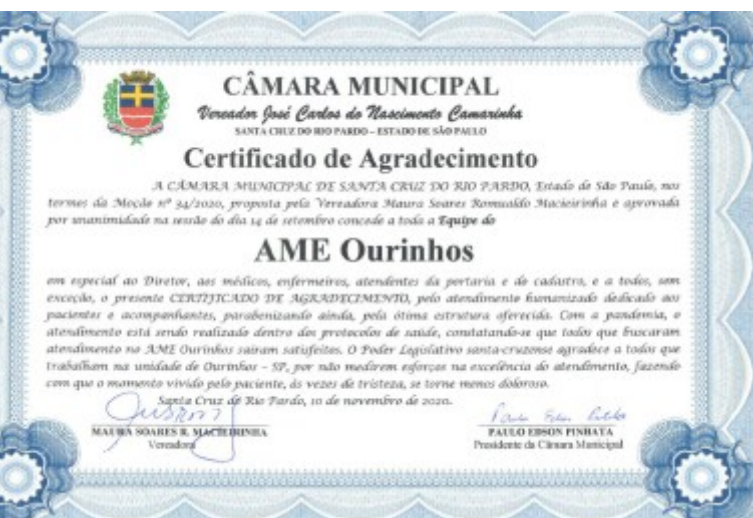 CÂMARA MUNICIPAL
Vereador José Carlos do Nascimento Camarinha
SANTA CRUZ DO RIO PARDO – ESTADO DE SÃO PAULO
Certificado de Agradecimento
A CÂMARA MUNICIPAL DE SANTA CRUZ DO RIO PARDO, Estado de São Paulo, nos
termos da Moção nº 34/2020, proposta pela Vereadora Maura Soares Romualdo Macieirinha e aprovada
por unanimidade na sessão do dia 14 de setembro concede a toda a Equipe do
AME Ourinhos
em especial ao Diretor, aos médicos, enfermeiros, atendentes da portaria e de cadastro, e a todos, sem
exceção, o presente CERTIFICADO DE AGRADECIMENTO, pelo atendimento humanizado dedicado aos
pacientes e acompanhantes, parabenizando ainda, pela ótima estrutura oferecida. Com a pandemia, o
atendimento está sendo realizado dentro dos protocolos de saúde, constatando-se que todos que buscaram
atendimento no AME Ourinhos saíram satisfeitos. O Poder Legislativo santa-cruzense agradece a todos que
trabalham na unidade de Ourinhos – SP, por não medirem esforços na excelência do atendimento, fazendo
com que o momento vivido pelo paciente, às vezes de tristeza, se torne menos doloroso.
Santa Cruz do Rio Pardo, 10 de novembro de 2020.
MAURA SOARES R. MACIEIRINHA
Vereadora
PAULO EDSON PINHATA
Presidente da Câmara Municipal